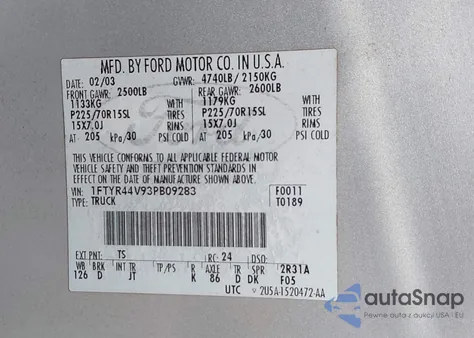 MFD. BY FORD MOTOR CO. IN U.S.A.
DATE: 02/03 GVWR: 4740LB/ 2150KG
FRONT GAWR: 2500LB REAR GAWR: 2600LB
1133KG WITH 1179KG WITH
P225/70R15SL TIRES P225/70R15SL TIRES
15X7.0J RIMS 15X7.0J RIMS
AT 205 kPa/30 PSI COLD AT 205 kPa/30 PSI COLD
THIS VEHICLE CONFORMS TO ALL APPLICABLE FEDERAL MOTOR
VEHICLE SAFETY AND THEFT PREVENTION STANDARDS IN EFFECT
ON THE DATE OF MANUFACTURE SHOWN ABOVE.
VIN: 1FTYR44V93PB09283 F0011
TYPE: TRUCK T0189
EXT PNT: TS RC: 24 DSO:
WB BRK INT TR TP/PS R AXLE TR SPR 2R31A
126 D JT K 86 D DK F05
UTC 2U5A-1520472-AA
Ford
autoSnap
Pewne auta z aukcji USA i EU